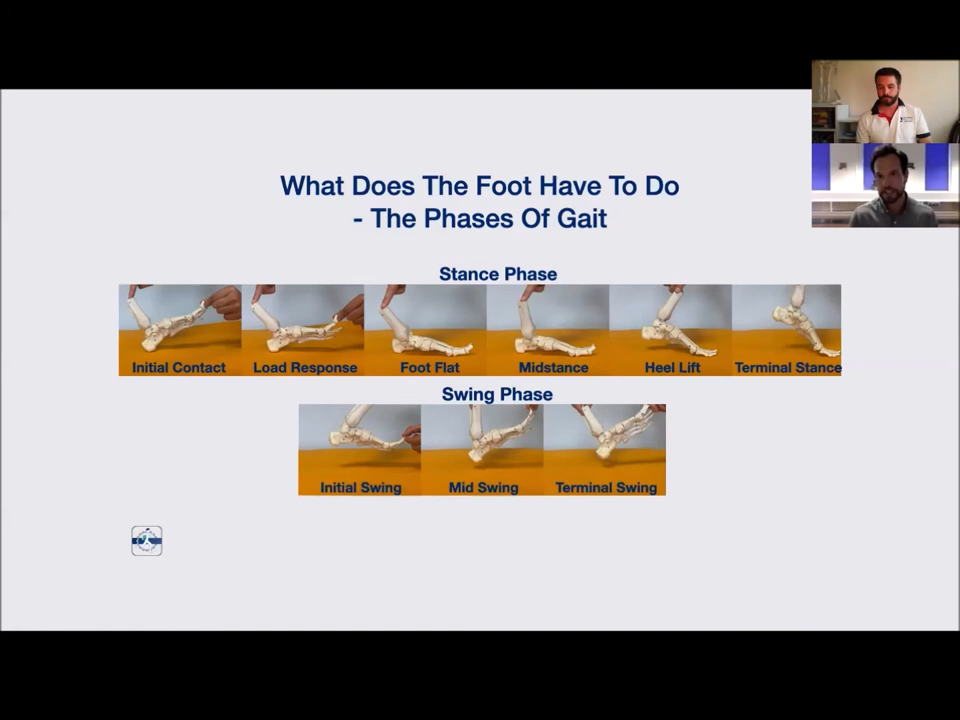 What Does The Foot Have To Do
- The Phases Of Gait
Stance Phase
Initial Contact
Load Response
Foot Flat
Midstance
Heel Lift
Terminal Stance
Swing Phase
Initial Swing
Mid Swing
Terminal Swing